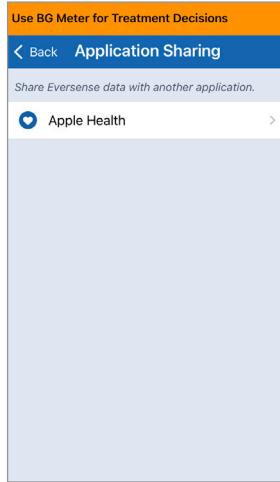 Use BG Meter for Treatment Decisions
Back Application Sharing
Share Eversense data with another application.
Apple Health